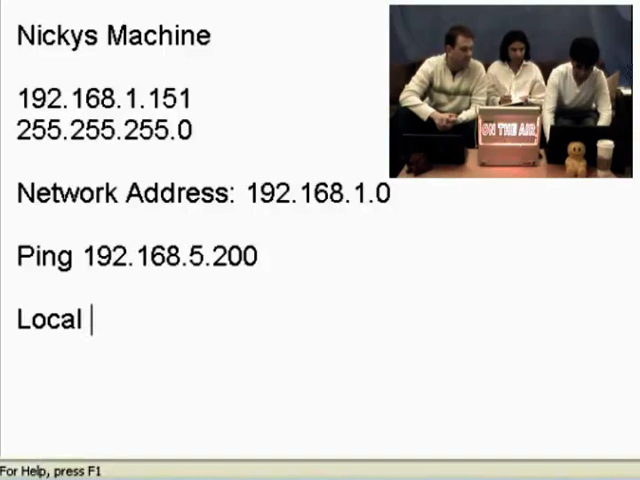 Nickys Machine
192.168.1.151
255.255.255.0
Network Address: 192.168.1.0
Ping 192.168.5.200
Local
ON THE AIR
For Help, press F1